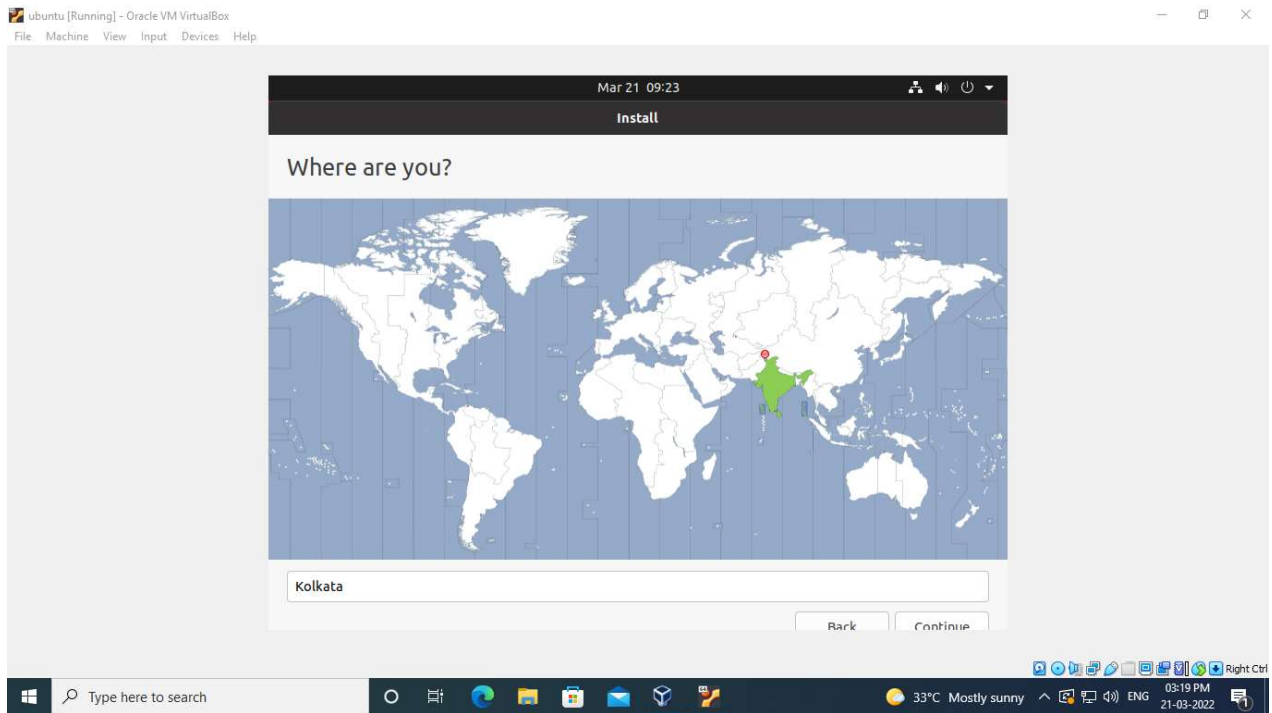 ubuntu [Running] - Oracle VM VirtualBox
File Machine View Input Devices Help
Mar 21 09:23
Install
Where are you?
Kolkata
Back Continue
Right Ctrl
Type here to search
33°C Mostly sunny
ENG
03:19 PM
21-03-2022
1